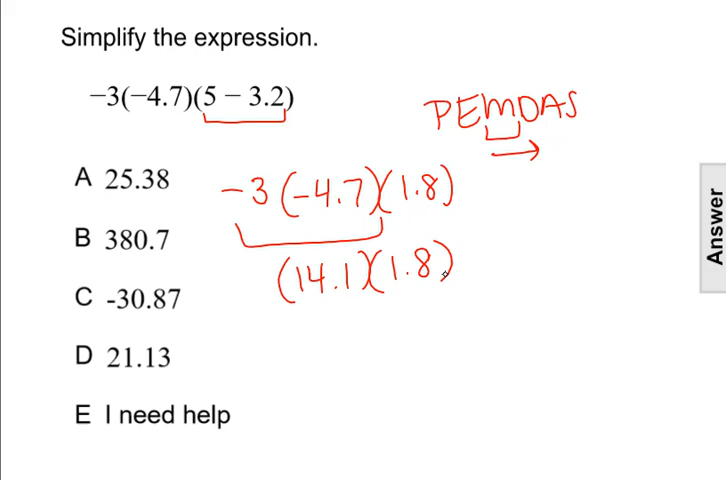 Simplify the expression.
−3(−4.7)(5 − 3.2)
PEMDAS
A 25.38
−3(−4.7)(1.8)
B 380.7
(14.1)(1.8)
C -30.87
D 21.13
E I need help
Answer